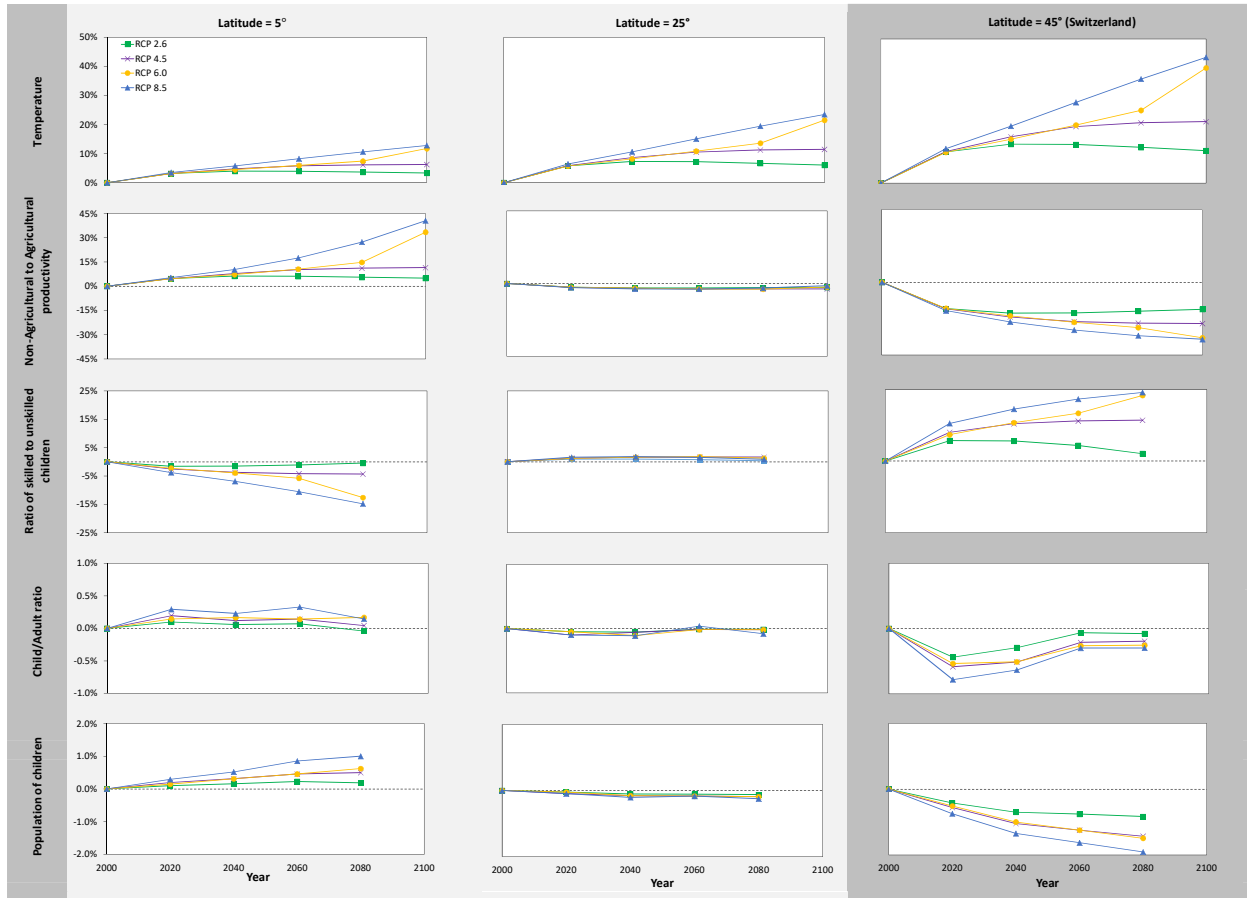 Latitude = 5°
Latitude = 25°
Latitude = 45° (Switzerland)
Temperature
50%
40%
30%
20%
10%
0%
RCP 2.6
RCP 4.5
RCP 6.0
RCP 8.5
Non-Agricultural to Agricultural
productivity
45%
30%
15%
0%
-15%
-30%
-45%
Ratio of skilled to unskilled
children
25%
15%
5%
-5%
-15%
-25%
Child/Adult ratio
1.0%
0.5%
0.0%
-0.5%
-1.0%
Population of children
2.0%
1.0%
0.0%
-1.0%
-2.0%
2000 2020 2040 2060 2080 2100
Year
2000 2020 2040 2060 2080 2100
Year
2000 2020 2040 2060 2080 2100
Year